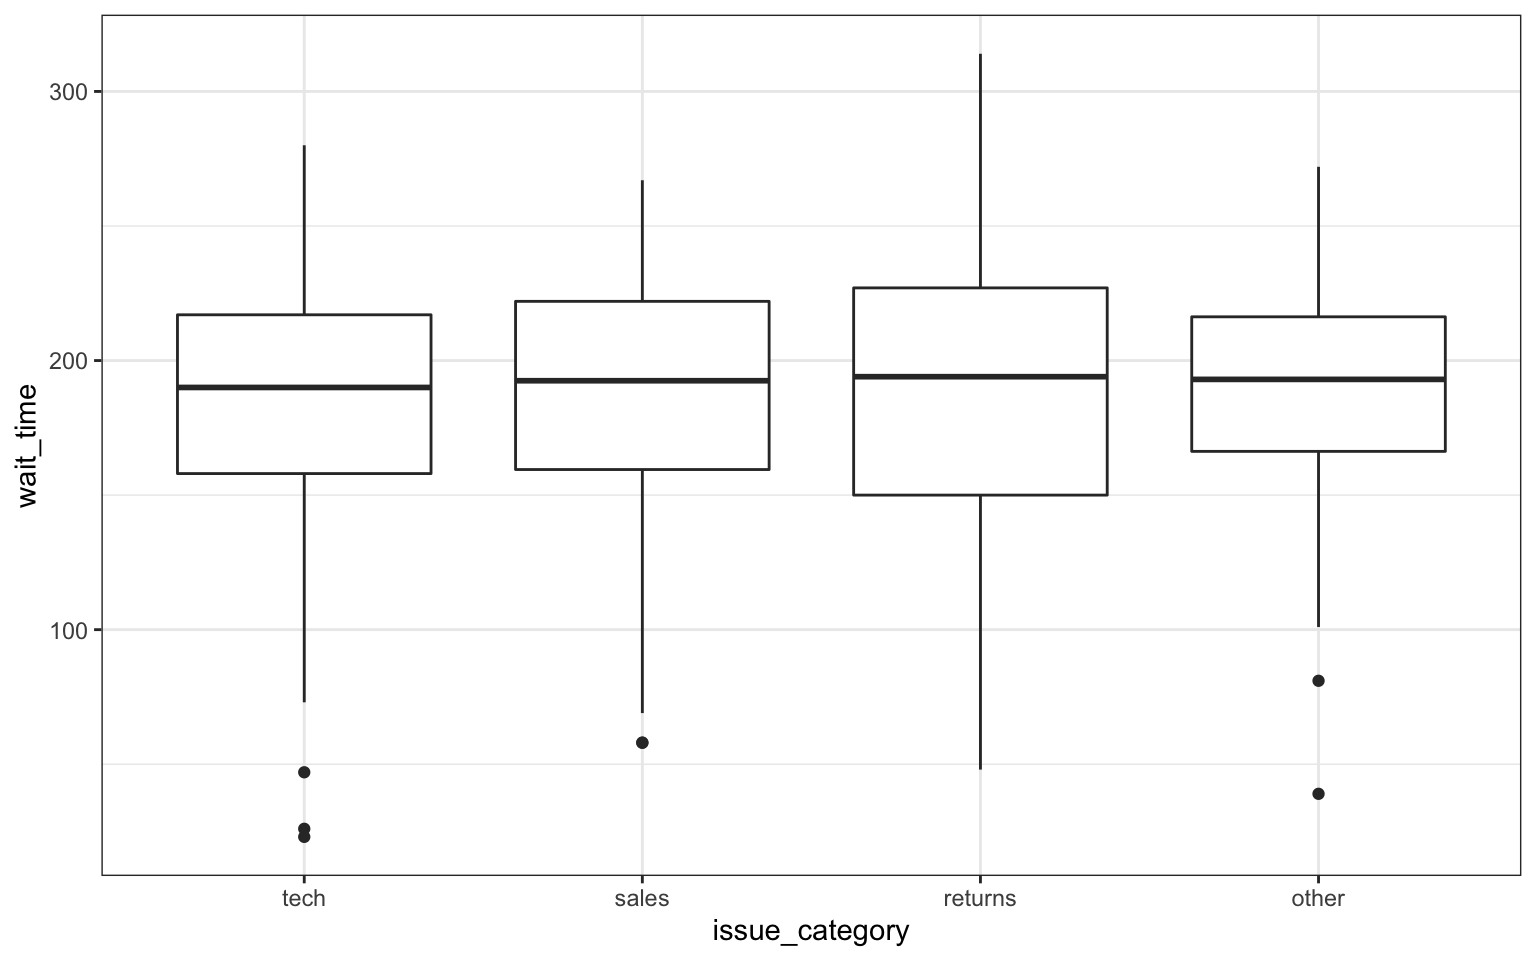 300
200
100
wait_time
tech sales returns other
issue_category